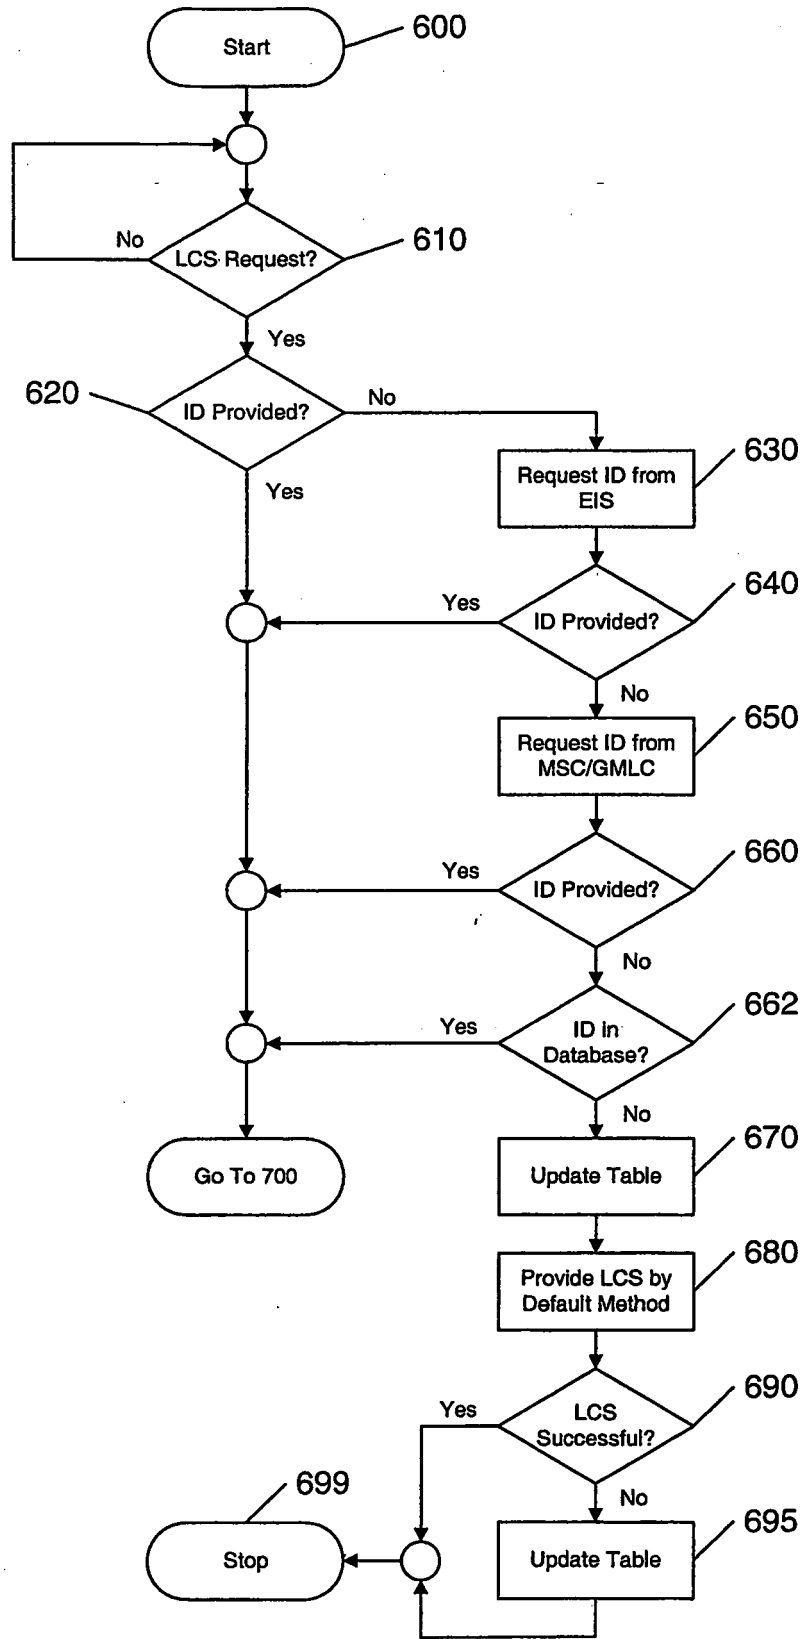 Start
600
LCS Request?
610
No
Yes
620
ID Provided?
No
Yes
Request ID from
EIS
630
ID Provided?
640
Yes
No
Request ID from
MSC/GMLC
650
ID Provided?
660
Yes
No
ID in
Database?
662
Yes
No
Go To 700
Update Table
670
Provide LCS by
Default Method
680
LCS
Successful?
690
Yes
No
699
Stop
Update Table
695